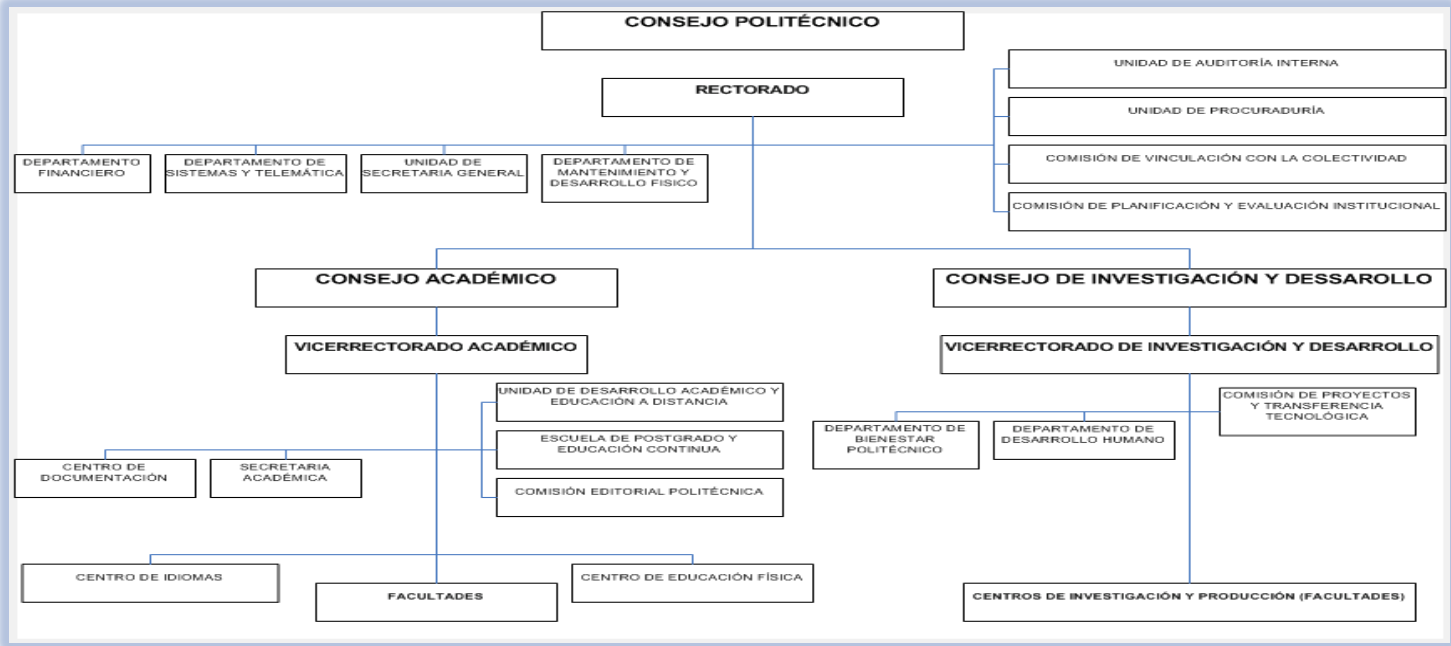 CONSEJO POLITÉCNICO
RECTORADO
UNIDAD DE AUDITORÍA INTERNA
UNIDAD DE PROCURADURÍA
COMISIÓN DE VINCULACIÓN CON LA COLECTIVIDAD
COMISIÓN DE PLANIFICACIÓN Y EVALUACIÓN INSTITUCIONAL
DEPARTAMENTO
FINANCIERO
DEPARTAMENTO DE
SISTEMAS Y TELEMÁTICA
UNIDAD DE
SECRETARIA GENERAL
DEPARTAMENTO DE
MANTENIMIENTO Y
DESARROLLO FISICO
CONSEJO ACADÉMICO
CONSEJO DE INVESTIGACIÓN Y DESSAROLLO
VICERRECTORADO ACADÉMICO
VICERRECTORADO DE INVESTIGACIÓN Y DESARROLLO
UNIDAD DE DESARROLLO ACADÉMICO Y
EDUCACIÓN A DISTANCIA
ESCUELA DE POSTGRADO Y
EDUCACIÓN CONTINUA
COMISIÓN EDITORIAL POLITÉCNICA
CENTRO DE
DOCUMENTACIÓN
SECRETARIA
ACADÉMICA
COMISIÓN DE PROYECTOS
Y TRANSFERENCIA
TECNOLÓGICA
DEPARTAMENTO DE
BIENESTAR
POLITÉCNICO
DEPARTAMENTO DE
DESARROLLO HUMANO
CENTRO DE IDIOMAS
FACULTADES
CENTRO DE EDUCACIÓN FÍSICA
CENTROS DE INVESTIGACIÓN Y PRODUCCIÓN (FACULTADES)